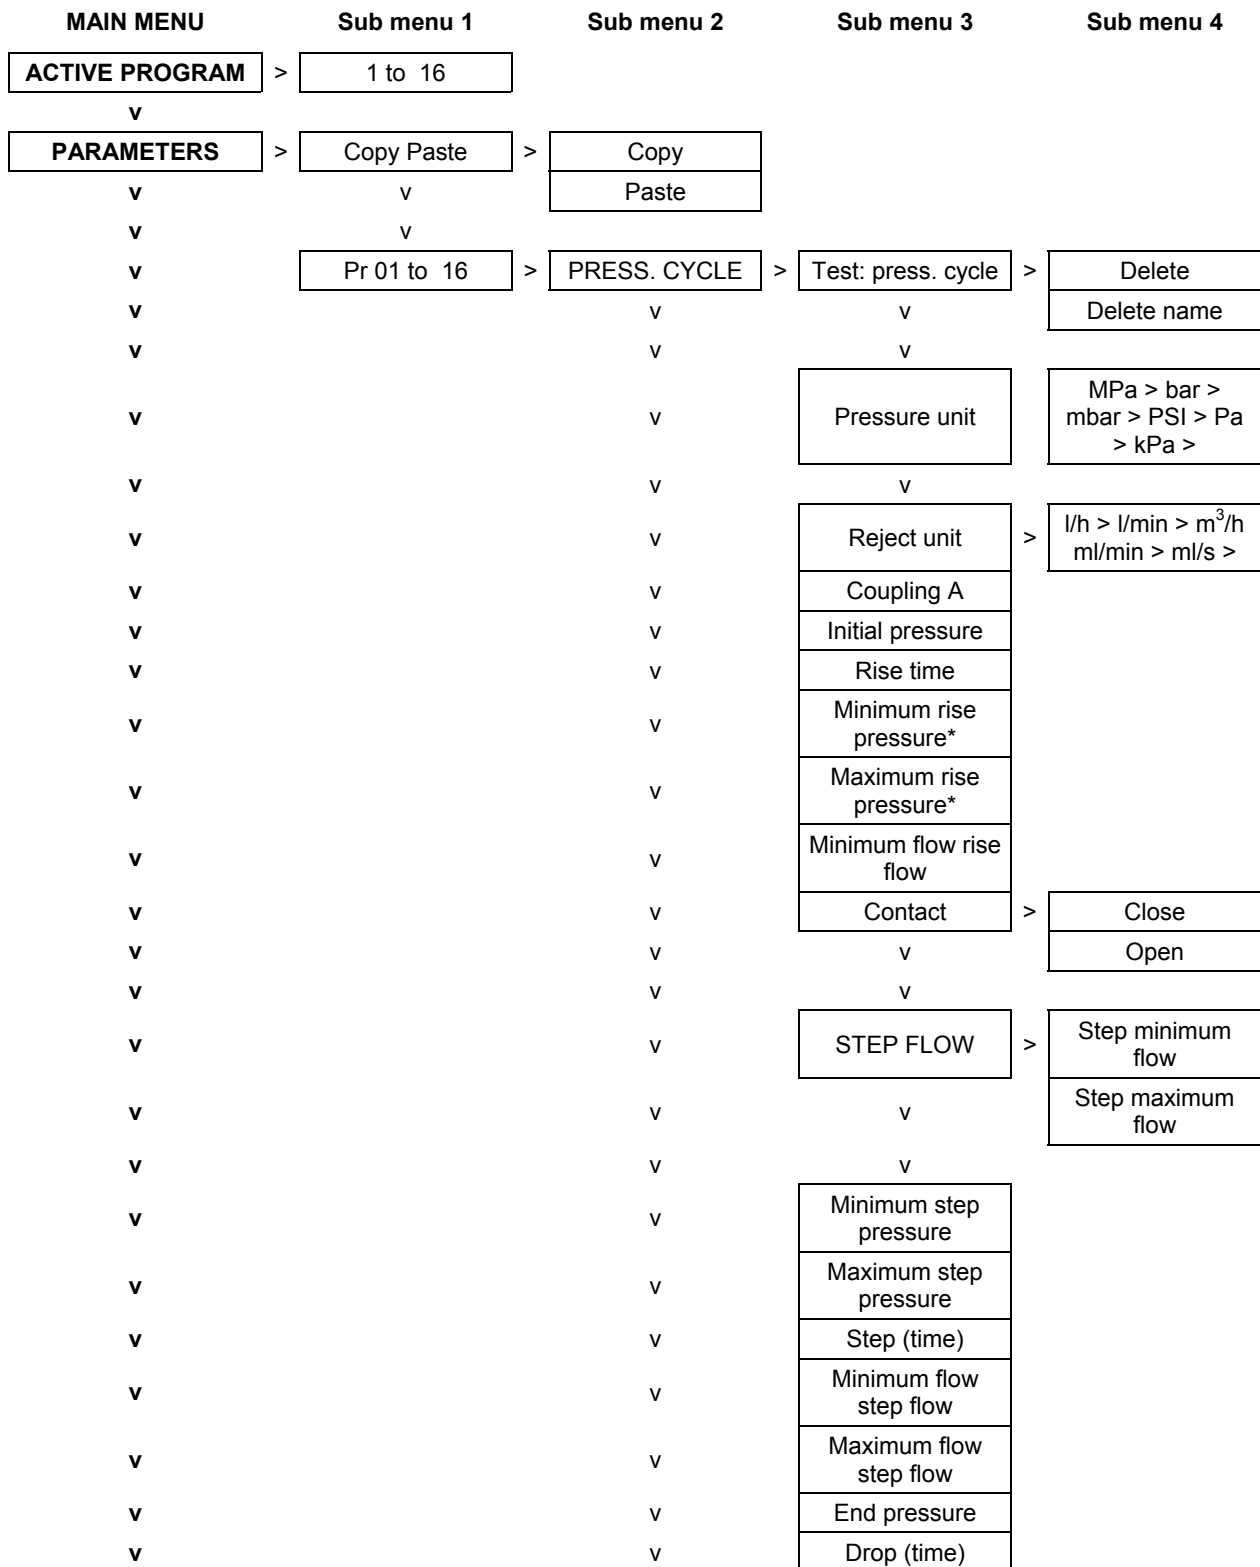 MAIN MENU Sub menu 1 Sub menu 2 Sub menu 3 Sub menu 4
ACTIVE PROGRAM > 1 to 16
v
PARAMETERS > Copy Paste > Copy
v v Paste
v v
v Pr 01 to 16 > PRESS. CYCLE > Test: press. cycle > Delete
v v v Delete name
v v v
v v Pressure unit MPa > bar >
mbar > PSI > Pa
> kPa >
v v v
v v Reject unit > l/h > l/min > m³/h
ml/min > ml/s >
v v Coupling A
v v Initial pressure
v v Rise time
v v Minimum rise
pressure*
v v Maximum rise
pressure*
v v Minimum flow rise
flow
v v Contact > Close
v v v Open
v v v
v v STEP FLOW > Step minimum
flow
v v v Step maximum
flow
v v v
v v Minimum step
pressure
v v Maximum step
pressure
v v Step (time)
v v Minimum flow
step flow
v v Maximum flow
step flow
v v End pressure
v v Drop (time)